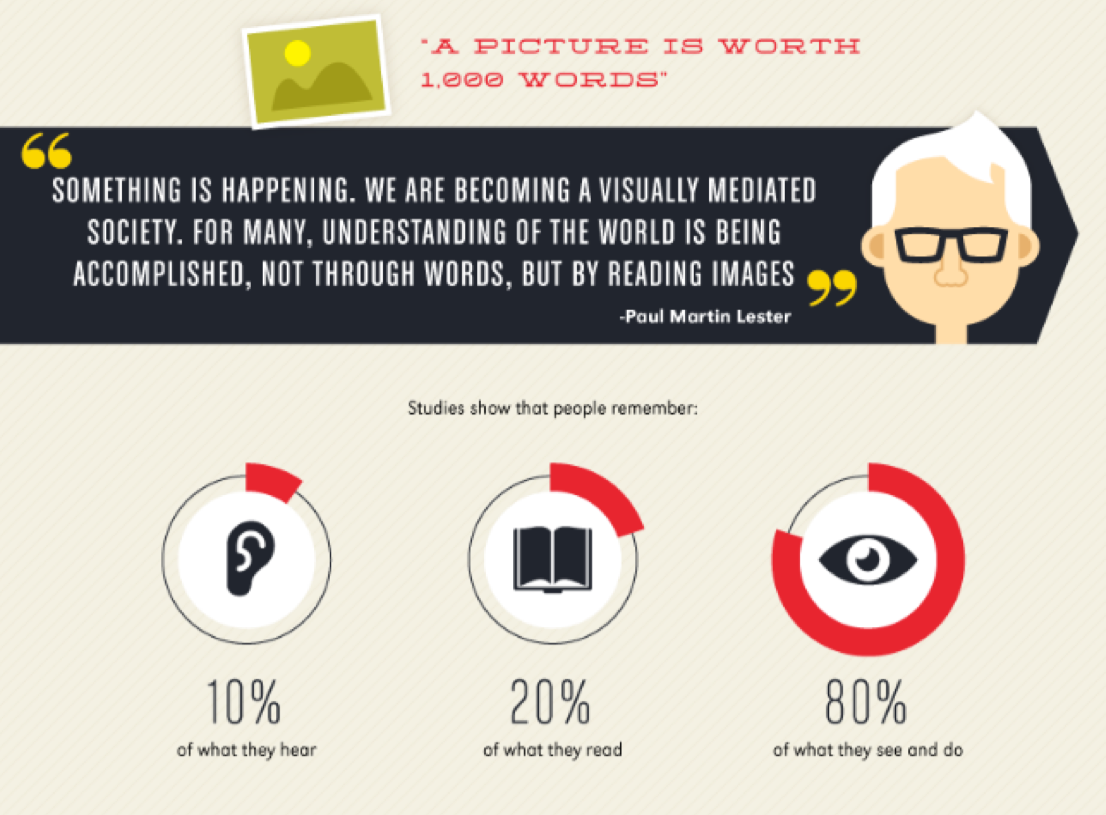 "A PICTURE IS WORTH
1,000 WORDS"
“
SOMETHING IS HAPPENING. WE ARE BECOMING A VISUALLY MEDIATED
SOCIETY. FOR MANY, UNDERSTANDING OF THE WORLD IS BEING
ACCOMPLISHED, NOT THROUGH WORDS, BUT BY READING IMAGES ”
-Paul Martin Lester
Studies show that people remember:
10%
of what they hear
20%
of what they read
80%
of what they see and do